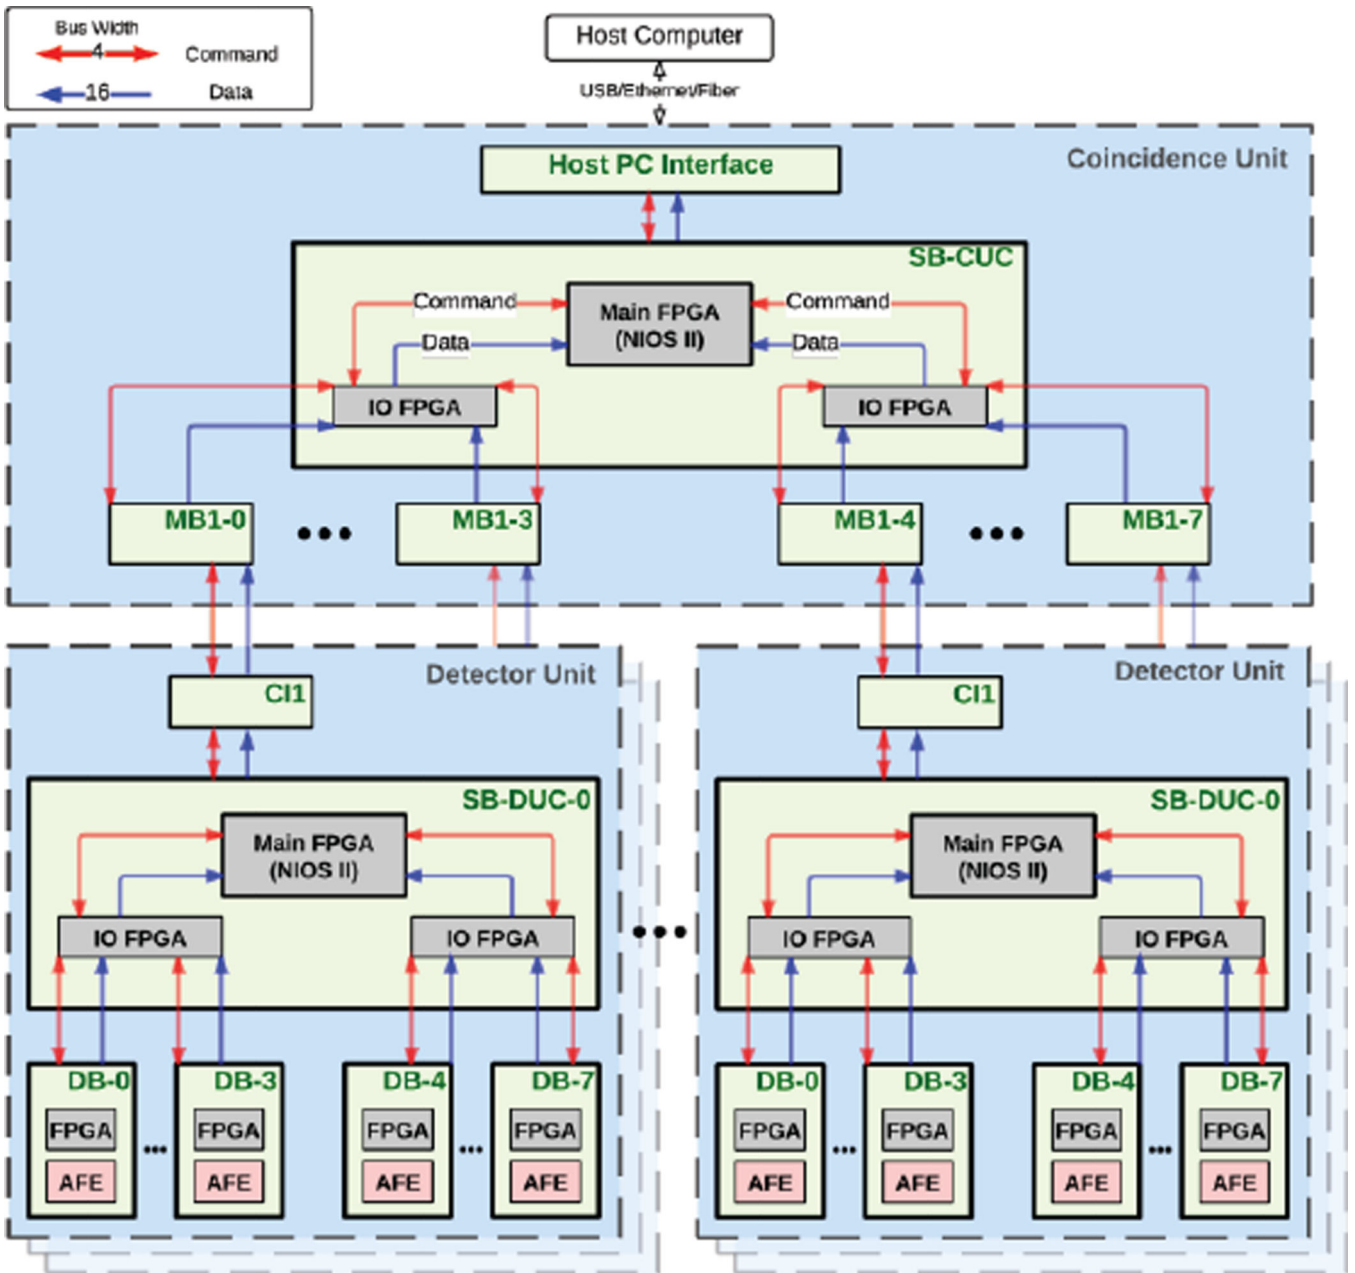 Bus Width
4
Command
16
Data
Host Computer
USB/Ethernet/Fiber
Coincidence Unit
Host PC Interface
SB-CUC
Command
Main FPGA
(NIOS II)
Command
Data
Data
IO FPGA
IO FPGA
MB1-0
•••
MB1-3
MB1-4
•••
MB1-7
Detector Unit
Detector Unit
CI1
CI1
SB-DUC-0
Main FPGA
(NIOS II)
IO FPGA
IO FPGA
•••
SB-DUC-0
Main FPGA
(NIOS II)
IO FPGA
IO FPGA
DB-0
FPGA
AFE
•••
DB-3
FPGA
AFE
DB-4
FPGA
AFE
•••
DB-7
FPGA
AFE
DB-0
FPGA
AFE
•••
DB-3
FPGA
AFE
DB-4
FPGA
AFE
•••
DB-7
FPGA
AFE